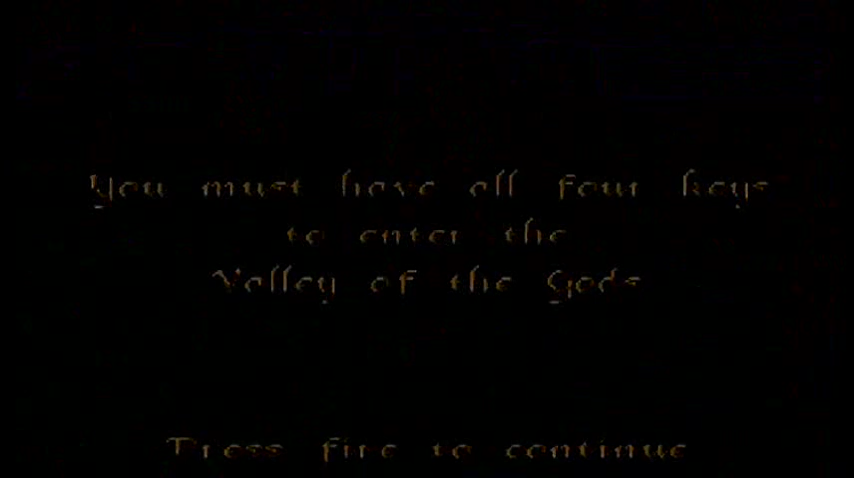 You must have all four keys
to enter the
Valley of the Gods
Press fire to continue